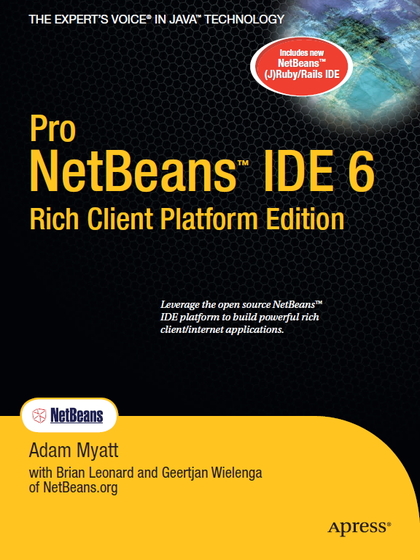 THE EXPERT'S VOICE® IN JAVA™ TECHNOLOGY
Includes new
NetBeans™
(J)Ruby/Rails IDE
Pro
NetBeans™ IDE 6
Rich Client Platform Edition
Leverage the open source NetBeans™
IDE platform to build powerful rich
client/internet applications.
NetBeans
Adam Myatt
with Brian Leonard and Geertjan Wielenga
of NetBeans.org
Apress®